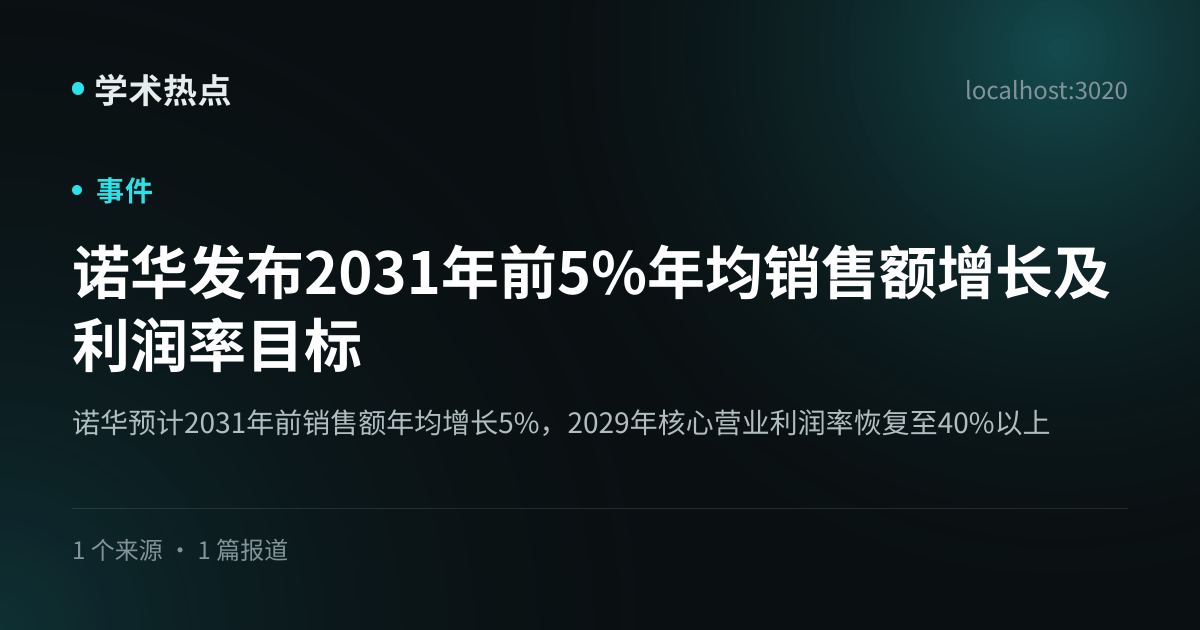 学术热点
localhost:3020
事件
诺华发布2031年前5%年均销售额增长及
利润率目标
诺华预计2031年前销售额年均增长5%，2029年核心营业利润率恢复至40%以上
1 个来源 · 1 篇报道